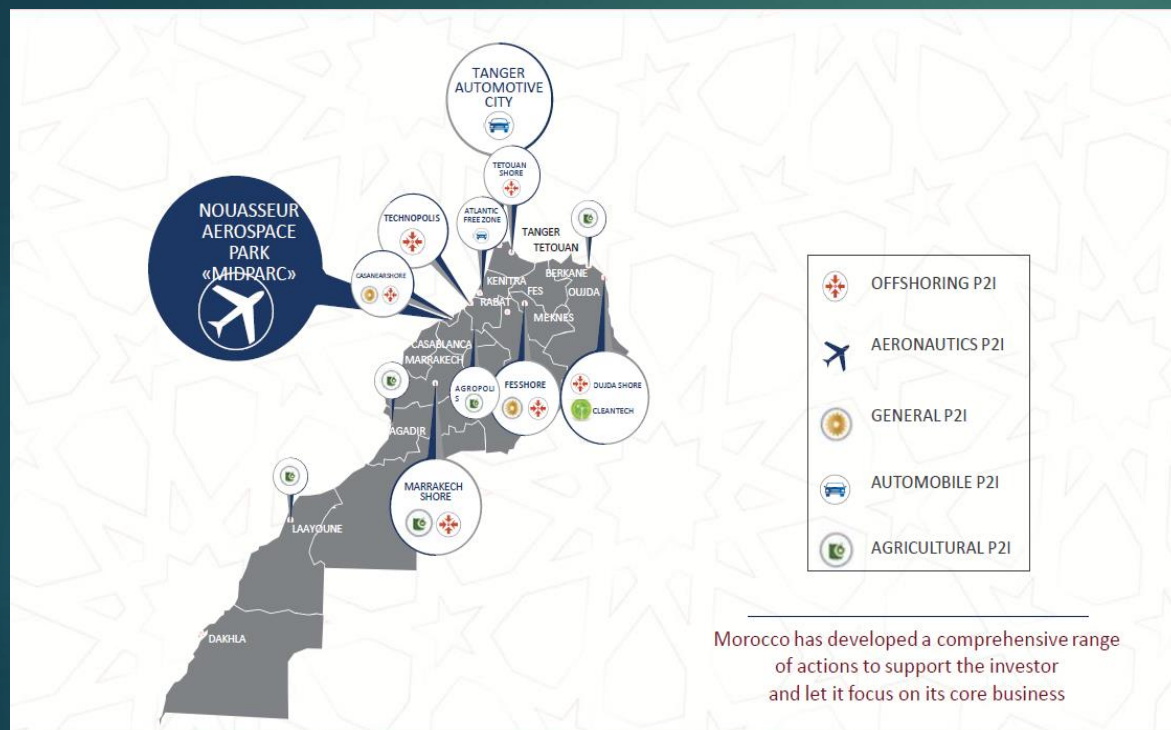 TANGER
AUTOMOTIVE
CITY
TETOUAN
SHORE
NOUASSEUR
AEROSPACE
PARK
«MIDPARC»
TECHNOPOLIS
ATLANTIC
FREE ZONE
CASANEARSHORE
TANGER
TETOUAN
BERKANE
KENITRA
FES
OUJDA
RABAT
MEKNES
CASABLANCA
MARRAKECH
AGROPOLI
S
FESSHORE
OUJDA SHORE
CLEANTECH
AGADIR
MARRAKECH
SHORE
LAAYOUNE
DAKHLA
OFFSHORING P2I
AERONAUTICS P2I
GENERAL P2I
AUTOMOBILE P2I
AGRICULTURAL P2I
Morocco has developed a comprehensive range
of actions to support the investor
and let it focus on its core business